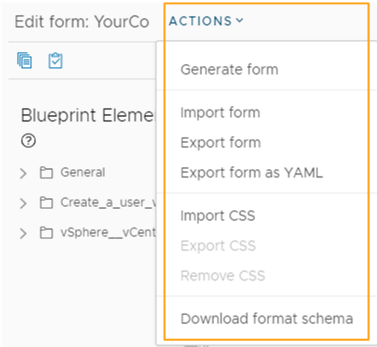 Edit form: YourCo
ACTIONS
Generate form
Import form
Export form
Export form as YAML
Import CSS
Export CSS
Remove CSS
Download format schema
Blueprint Eleme
?
General
Create_a_user_v
vSphere__vCent